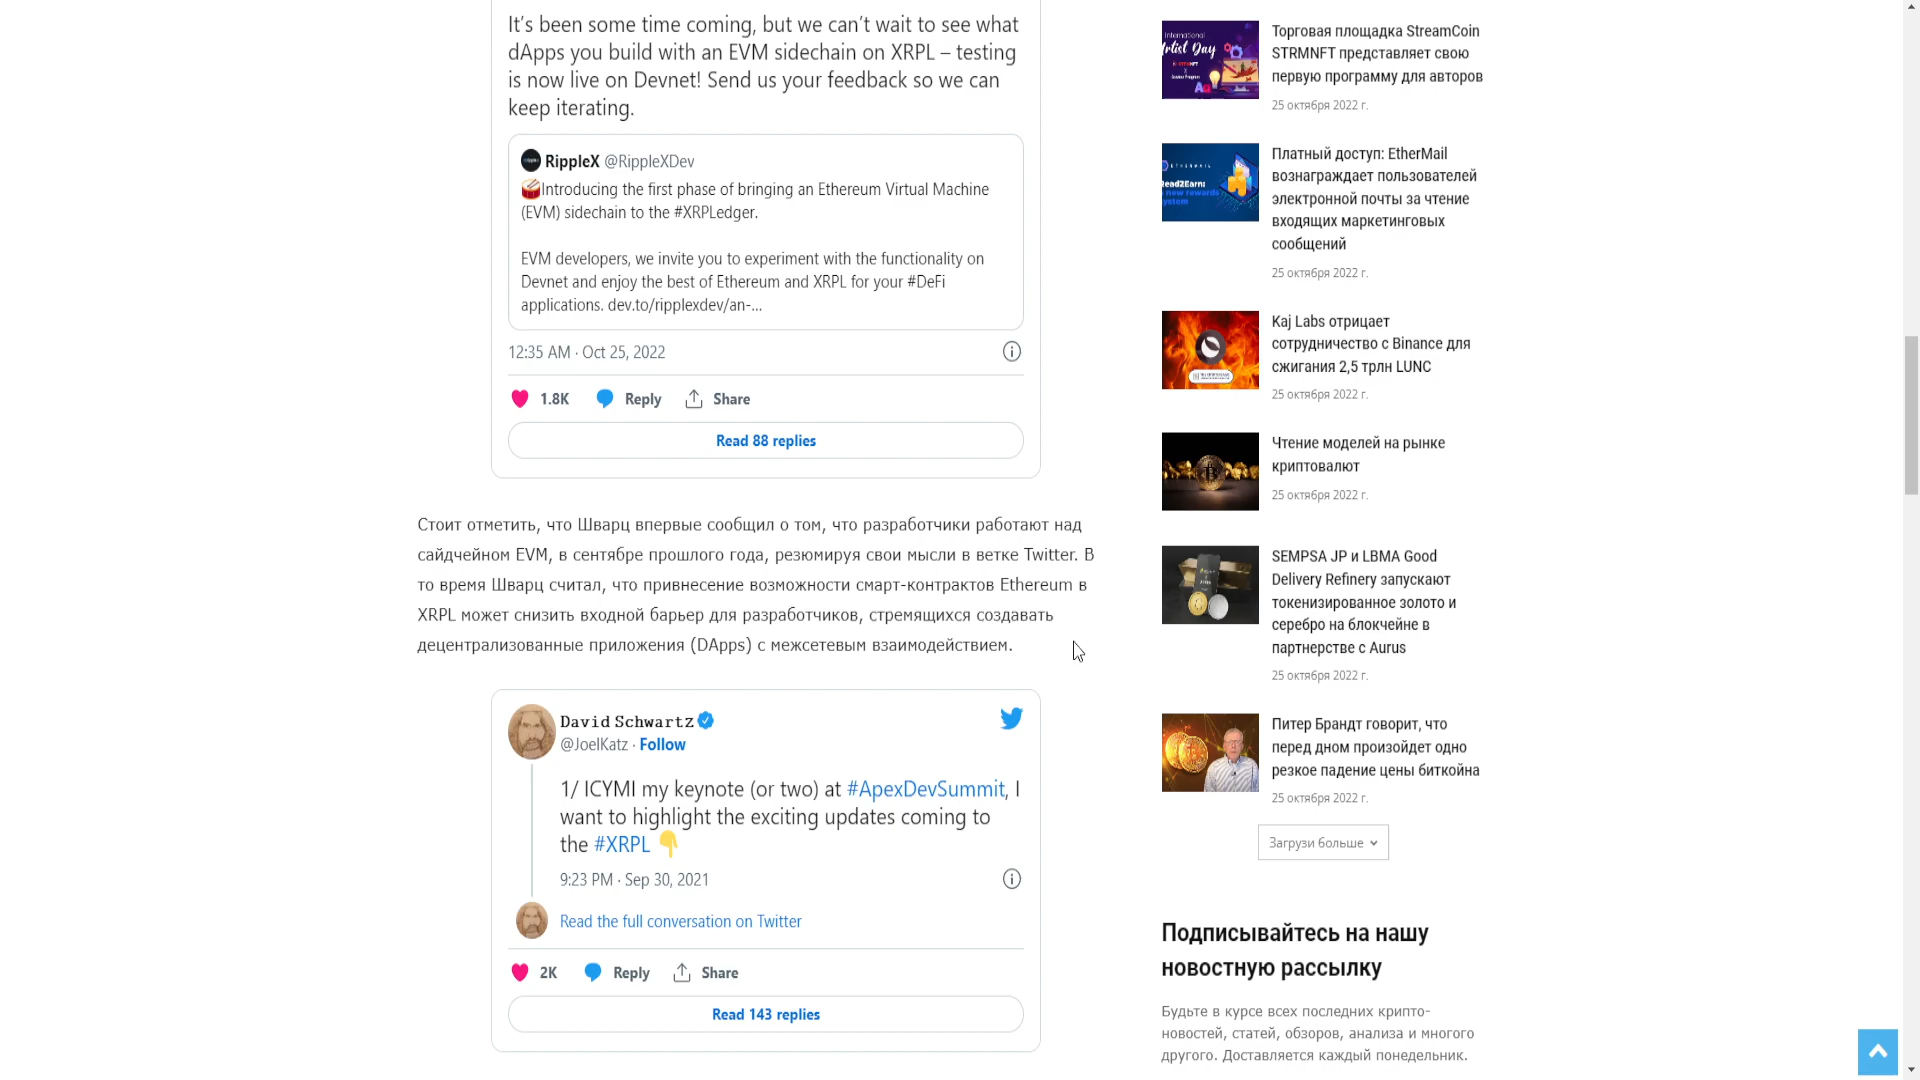 It's been some time coming, but we can't wait to see what
dApps you build with an EVM sidechain on XRPL – testing
is now live on Devnet! Send us your feedback so we can
keep iterating.
RippleX @RippleXDev
🥁Introducing the first phase of bringing an Ethereum Virtual Machine
(EVM) sidechain to the #XRPLedger.
EVM developers, we invite you to experiment with the functionality on
Devnet and enjoy the best of Ethereum and XRPL for your #DeFi
applications. dev.to/ripplexdev/an-...
12:35 AM · Oct 25, 2022
1.8K Reply Share
Read 88 replies
Стоит отметить, что Шварц впервые сообщил о том, что разработчики работают над
сайдчейном EVM, в сентябре прошлого года, резюмируя свои мысли в ветке Twitter. В
то время Шварц считал, что привнесение возможности смарт-контрактов Ethereum в
XRPL может снизить входной барьер для разработчиков, стремящихся создавать
децентрализованные приложения (DApps) с межсетевым взаимодействием.
David Schwartz
@JoelKatz · Follow
1/ ICYMI my keynote (or two) at #ApexDevSummit, I
want to highlight the exciting updates coming to
the #XRPL 👇
9:23 PM · Sep 30, 2021
Read the full conversation on Twitter
2K Reply Share
Read 143 replies
International
Artist Day
Торговая площадка StreamCoin
STRMNFT представляет свою
первую программу для авторов
25 октября 2022 г.
ETHERMAIL
Read2Earn:
a new rewards
system
Платный доступ: EtherMail
вознаграждает пользователей
электронной почты за чтение
входящих маркетинговых
сообщений
25 октября 2022 г.
Kaj Labs отрицает
сотрудничество с Binance для
сжигания 2,5 трлн LUNC
25 октября 2022 г.
Чтение моделей на рынке
криптовалют
25 октября 2022 г.
SEMPSA JP и LBMA Good
Delivery Refinery запускают
токенизированное золото и
серебро на блокчейне в
партнерстве с Aurus
25 октября 2022 г.
Питер Брандт говорит, что
перед дном произойдет одно
резкое падение цены биткойна
25 октября 2022 г.
Загрузи больше
Подписывайтесь на нашу
новостную рассылку
Будьте в курсе всех последних крипто-
новостей, статей, обзоров, анализа и многого
другого. Доставляется каждый понедельник.